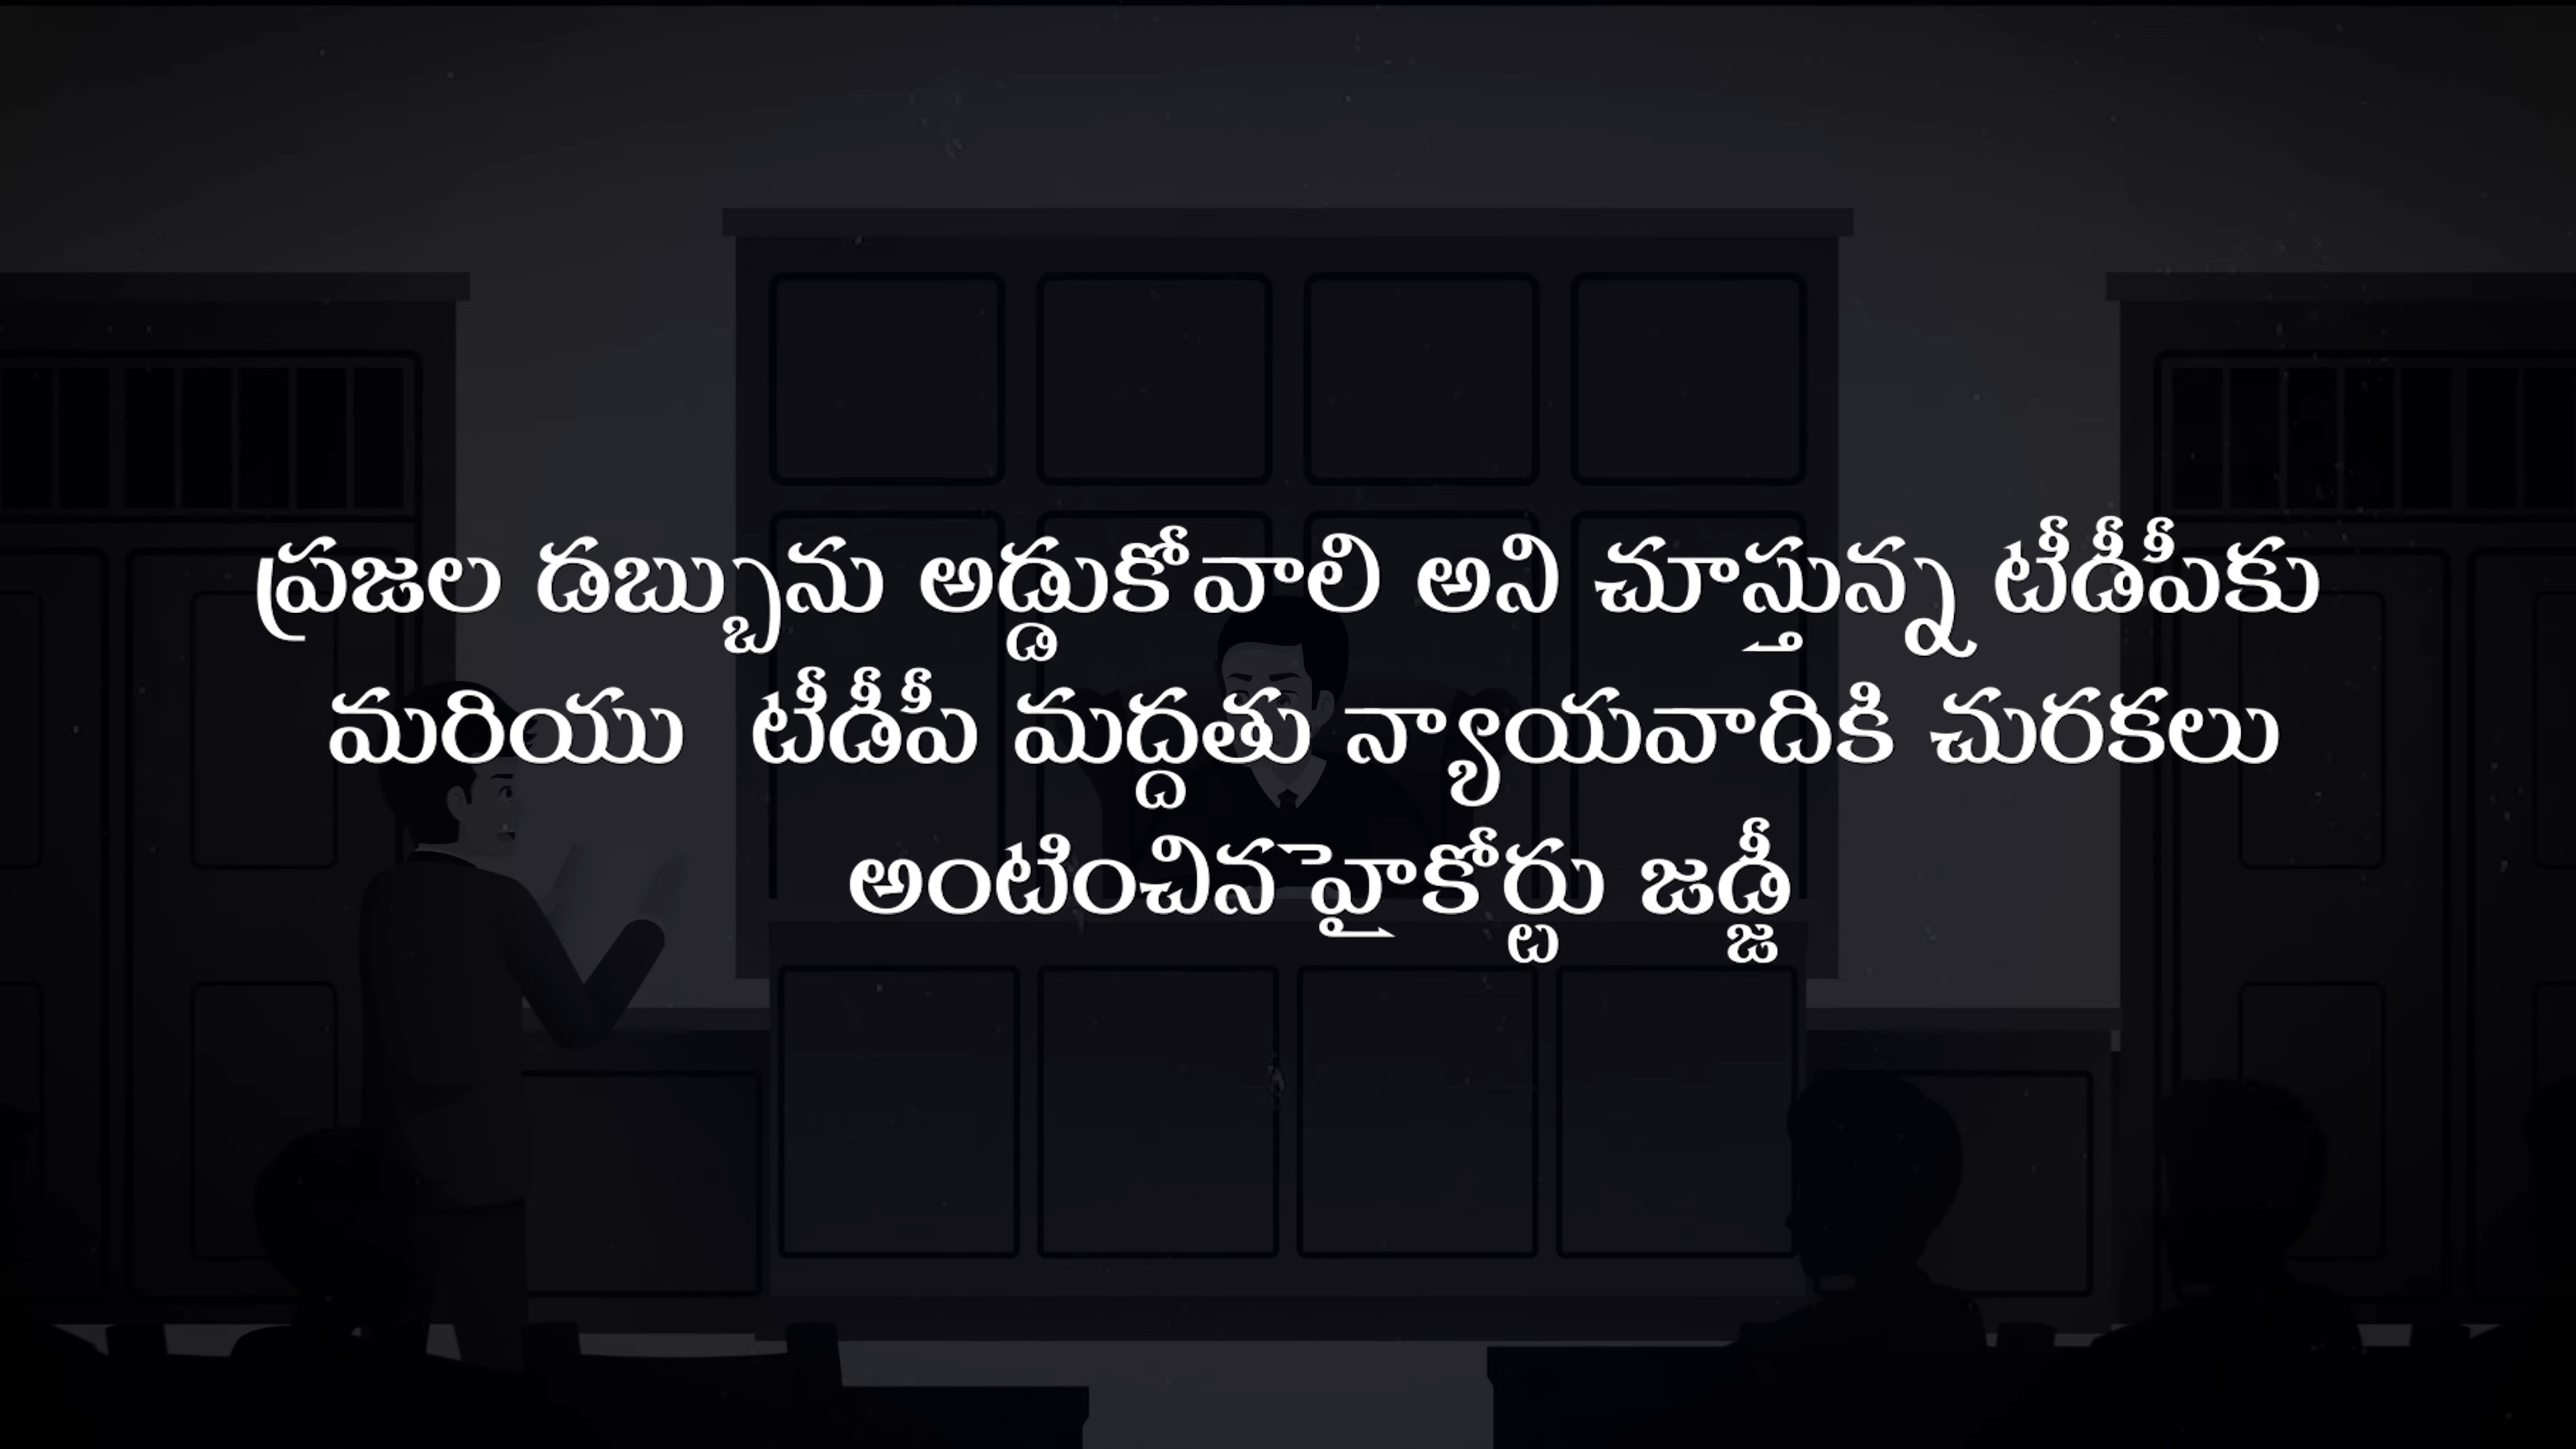 ప్రజల డబ్బును అడ్డుకోవాలి అని చూస్తున్న టీడీపీకు
మరియు టీడీపీ మద్దతు న్యాయవాదికి చురకలు
అంటించిన హైకోర్టు జడ్జీ